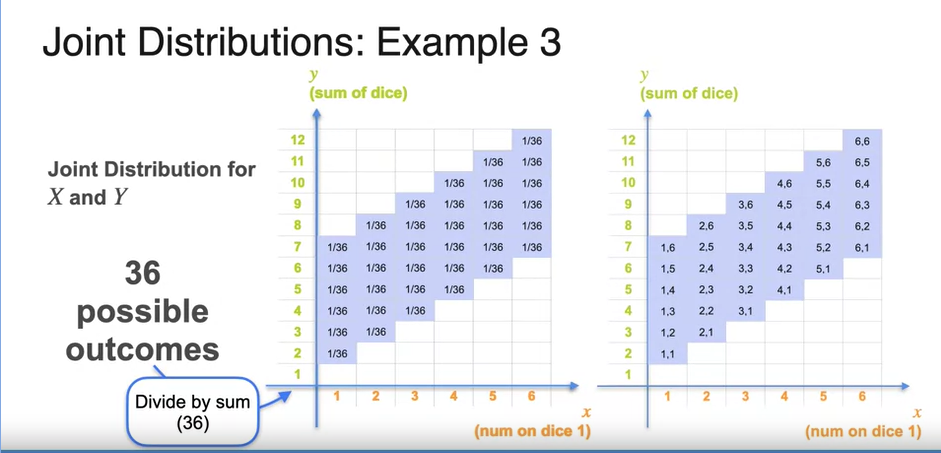 Joint Distributions: Example 3
Joint Distribution for
X and Y
36
possible
outcomes
Divide by sum
(36)
y
(sum of dice)
12 1/36
11 1/36 1/36
10 1/36 1/36 1/36
9 1/36 1/36 1/36 1/36
8 1/36 1/36 1/36 1/36 1/36
7 1/36 1/36 1/36 1/36 1/36 1/36
6 1/36 1/36 1/36 1/36 1/36
5 1/36 1/36 1/36 1/36
4 1/36 1/36 1/36
3 1/36 1/36
2 1/36
1
1 2 3 4 5 6
x
(num on dice 1)
y
(sum of dice)
12 6,6
11 5,6 6,5
10 4,6 5,5 6,4
9 3,6 4,5 5,4 6,3
8 2,6 3,5 4,4 5,3 6,2
7 1,6 2,5 3,4 4,3 5,2 6,1
6 1,5 2,4 3,3 4,2 5,1
5 1,4 2,3 3,2 4,1
4 1,3 2,2 3,1
3 1,2 2,1
2 1,1
1
1 2 3 4 5 6
x
(num on dice 1)